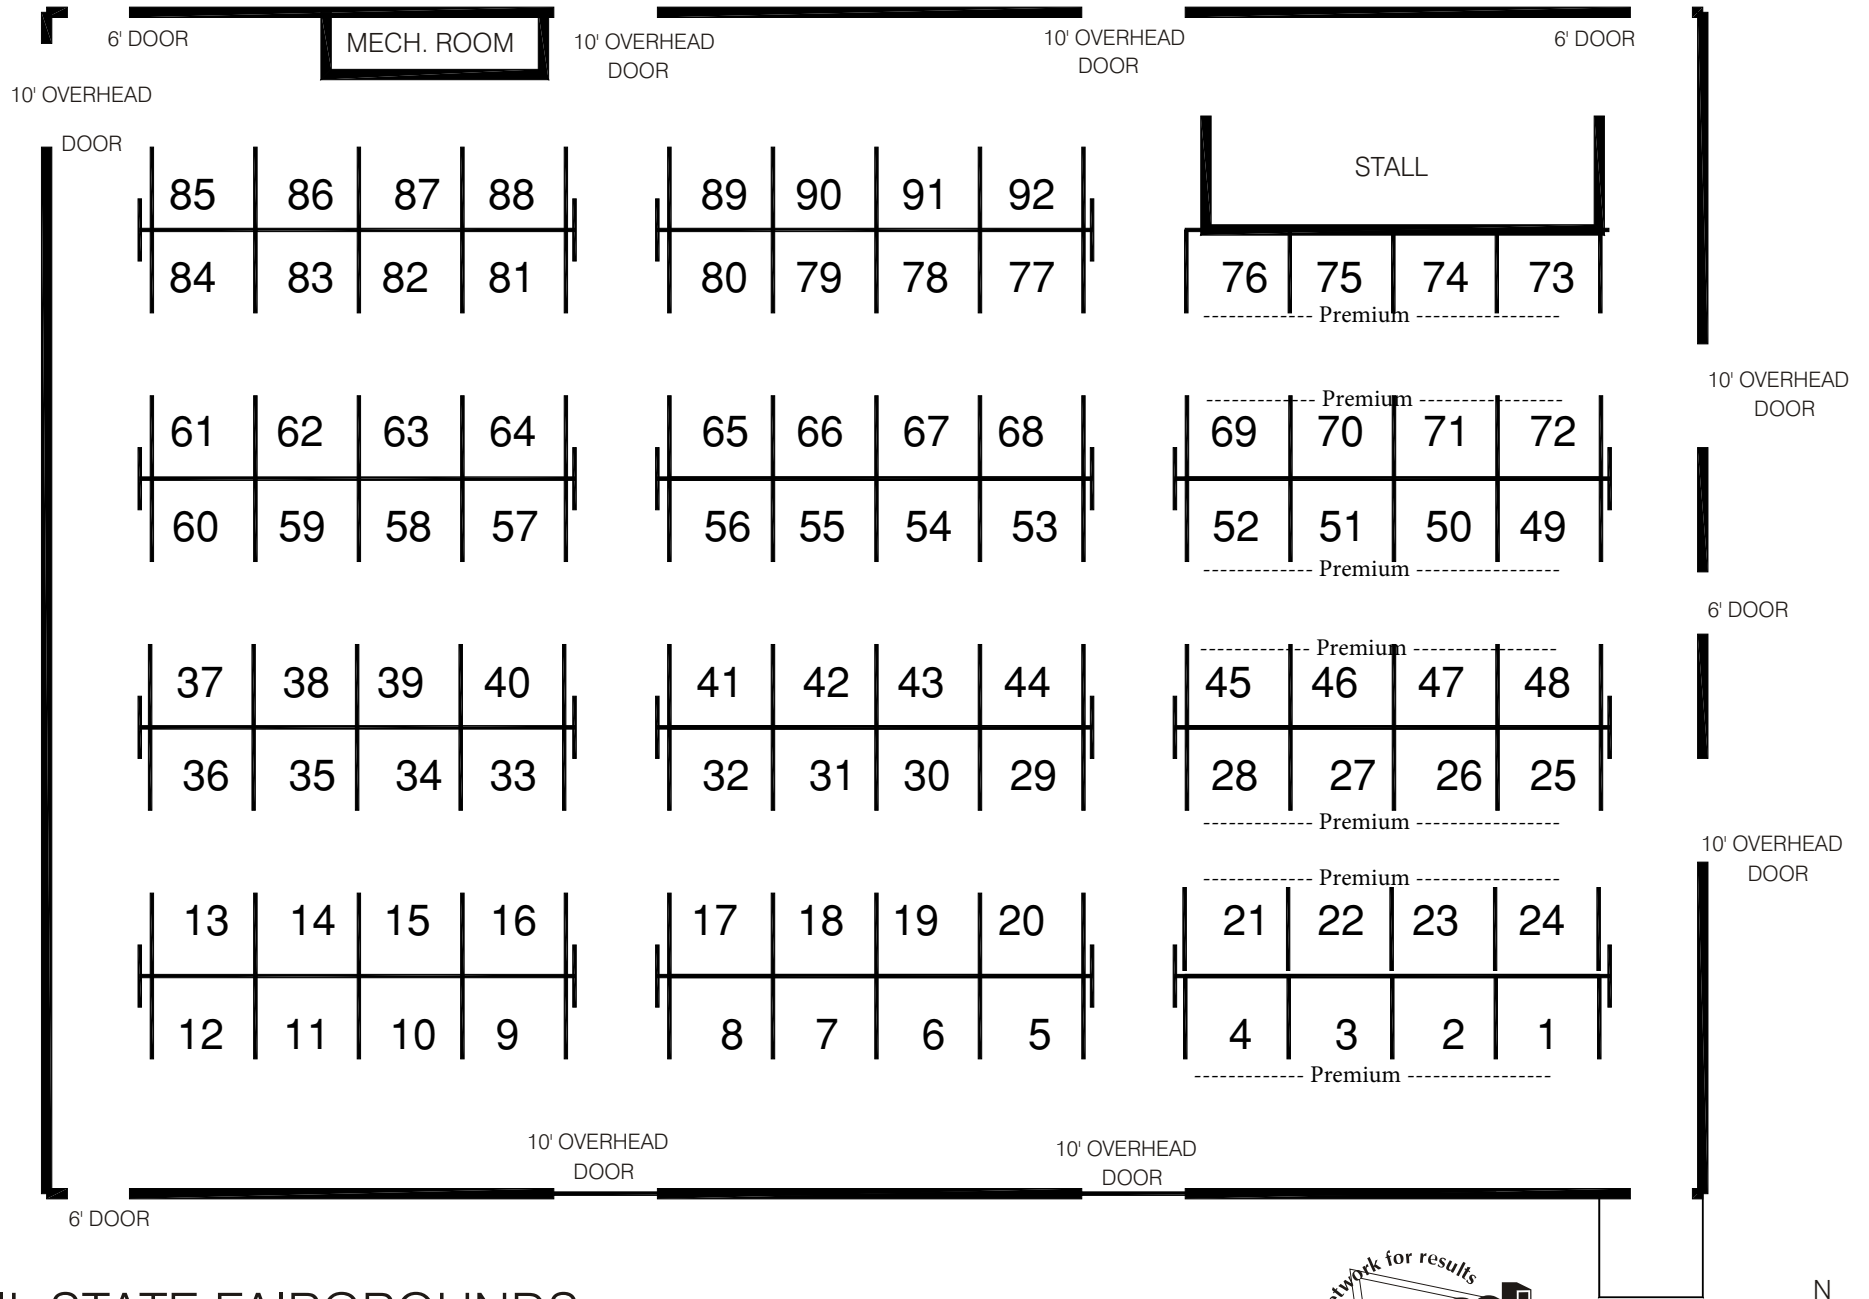 6' DOOR
MECH. ROOM
10' OVERHEAD
DOOR
10' OVERHEAD
DOOR
6' DOOR
10' OVERHEAD
DOOR
STALL
85 86 87 88 89 90 91 92
84 83 82 81 80 79 78 77 76 75 74 73
------------- Premium -----------------
10' OVERHEAD
DOOR
------------- Premium -----------------
61 62 63 64 65 66 67 68 69 70 71 72
60 59 58 57 56 55 54 53 52 51 50 49
------------- Premium -----------------
6' DOOR
------------- Premium -----------------
37 38 39 40 41 42 43 44 45 46 47 48
36 35 34 33 32 31 30 29 28 27 26 25
------------- Premium -----------------
10' OVERHEAD
DOOR
------------- Premium -----------------
13 14 15 16 17 18 19 20 21 22 23 24
12 11 10 9 8 7 6 5 4 3 2 1
------------- Premium -----------------
10' OVERHEAD
DOOR
10' OVERHEAD
DOOR
6' DOOR
for results
N